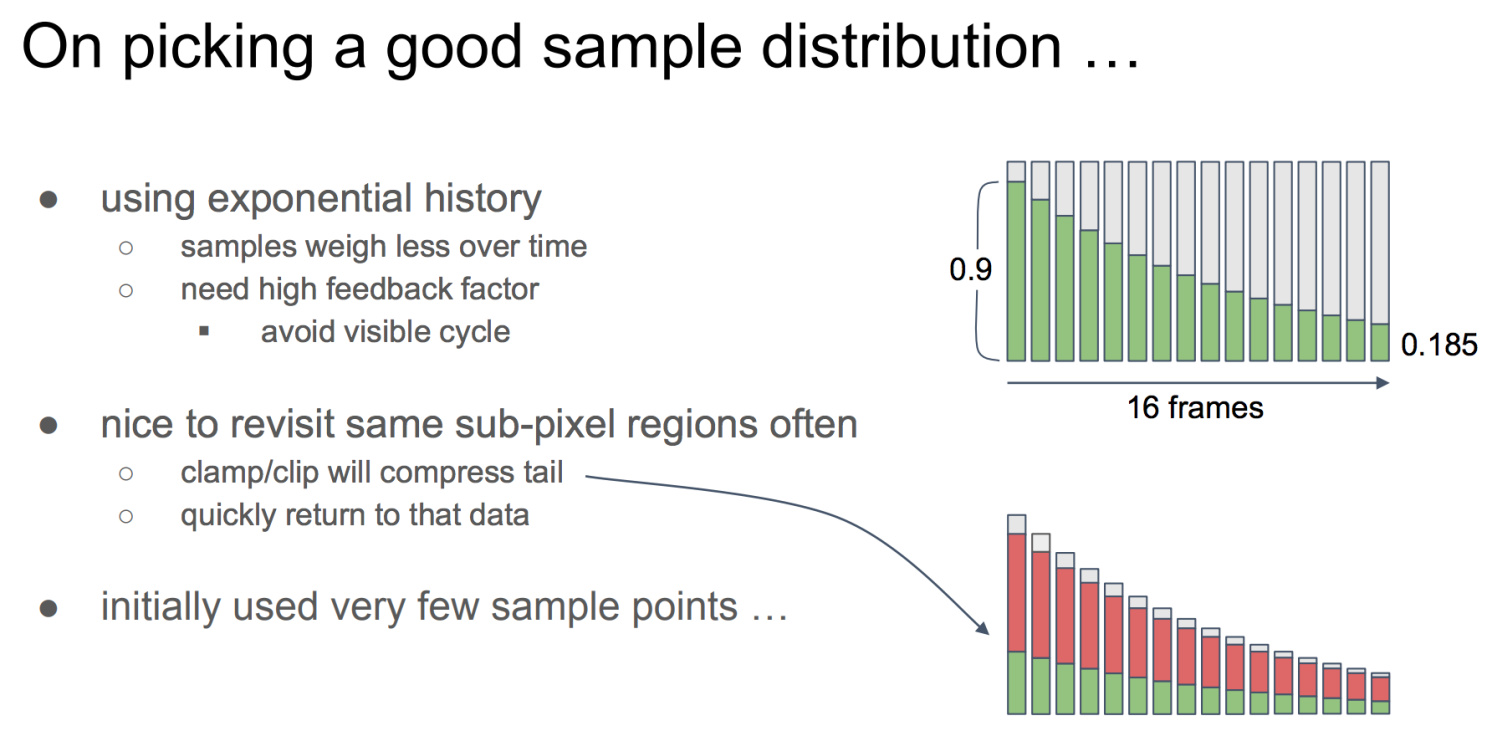 On picking a good sample distribution …
● using exponential history
○ samples weigh less over time
○ need high feedback factor
■ avoid visible cycle
● nice to revisit same sub-pixel regions often
○ clamp/clip will compress tail
○ quickly return to that data
● initially used very few sample points …
0.9
0.185
16 frames